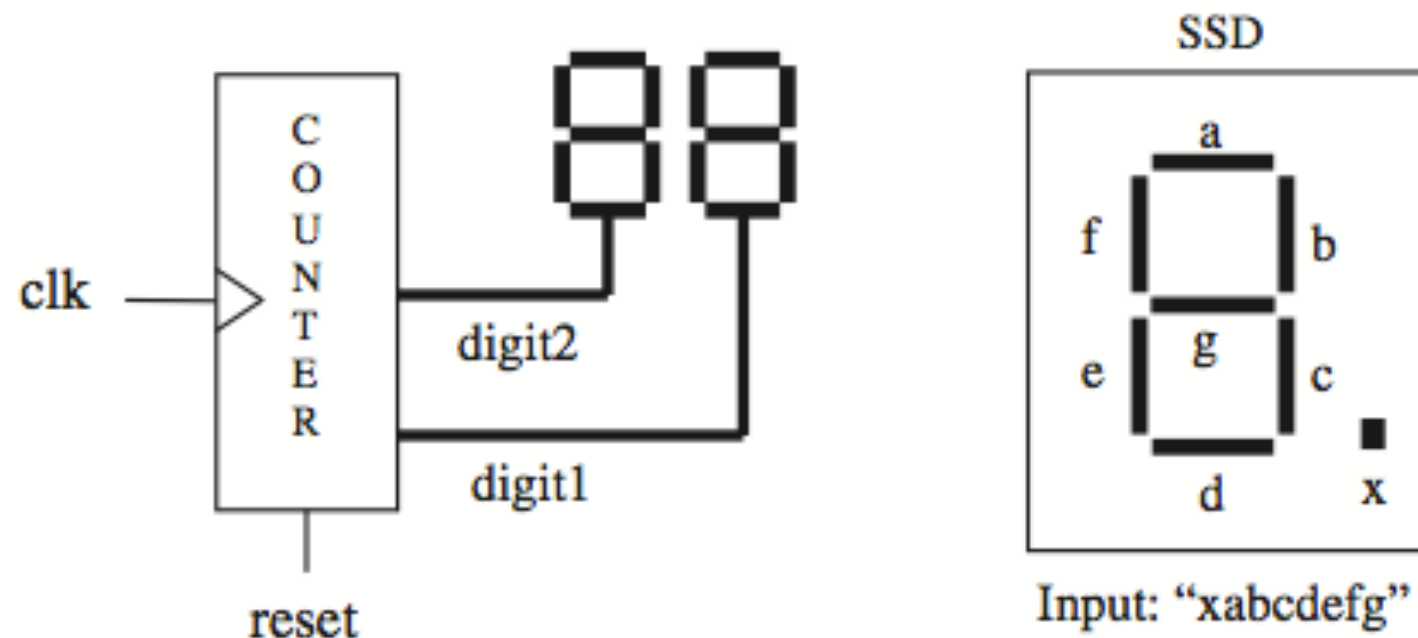 SSD
C
O
U
N
T
E
R
clk
digit2
digit1
reset
a
f
b
g
e
c
d
x
Input: “xabcdefg”